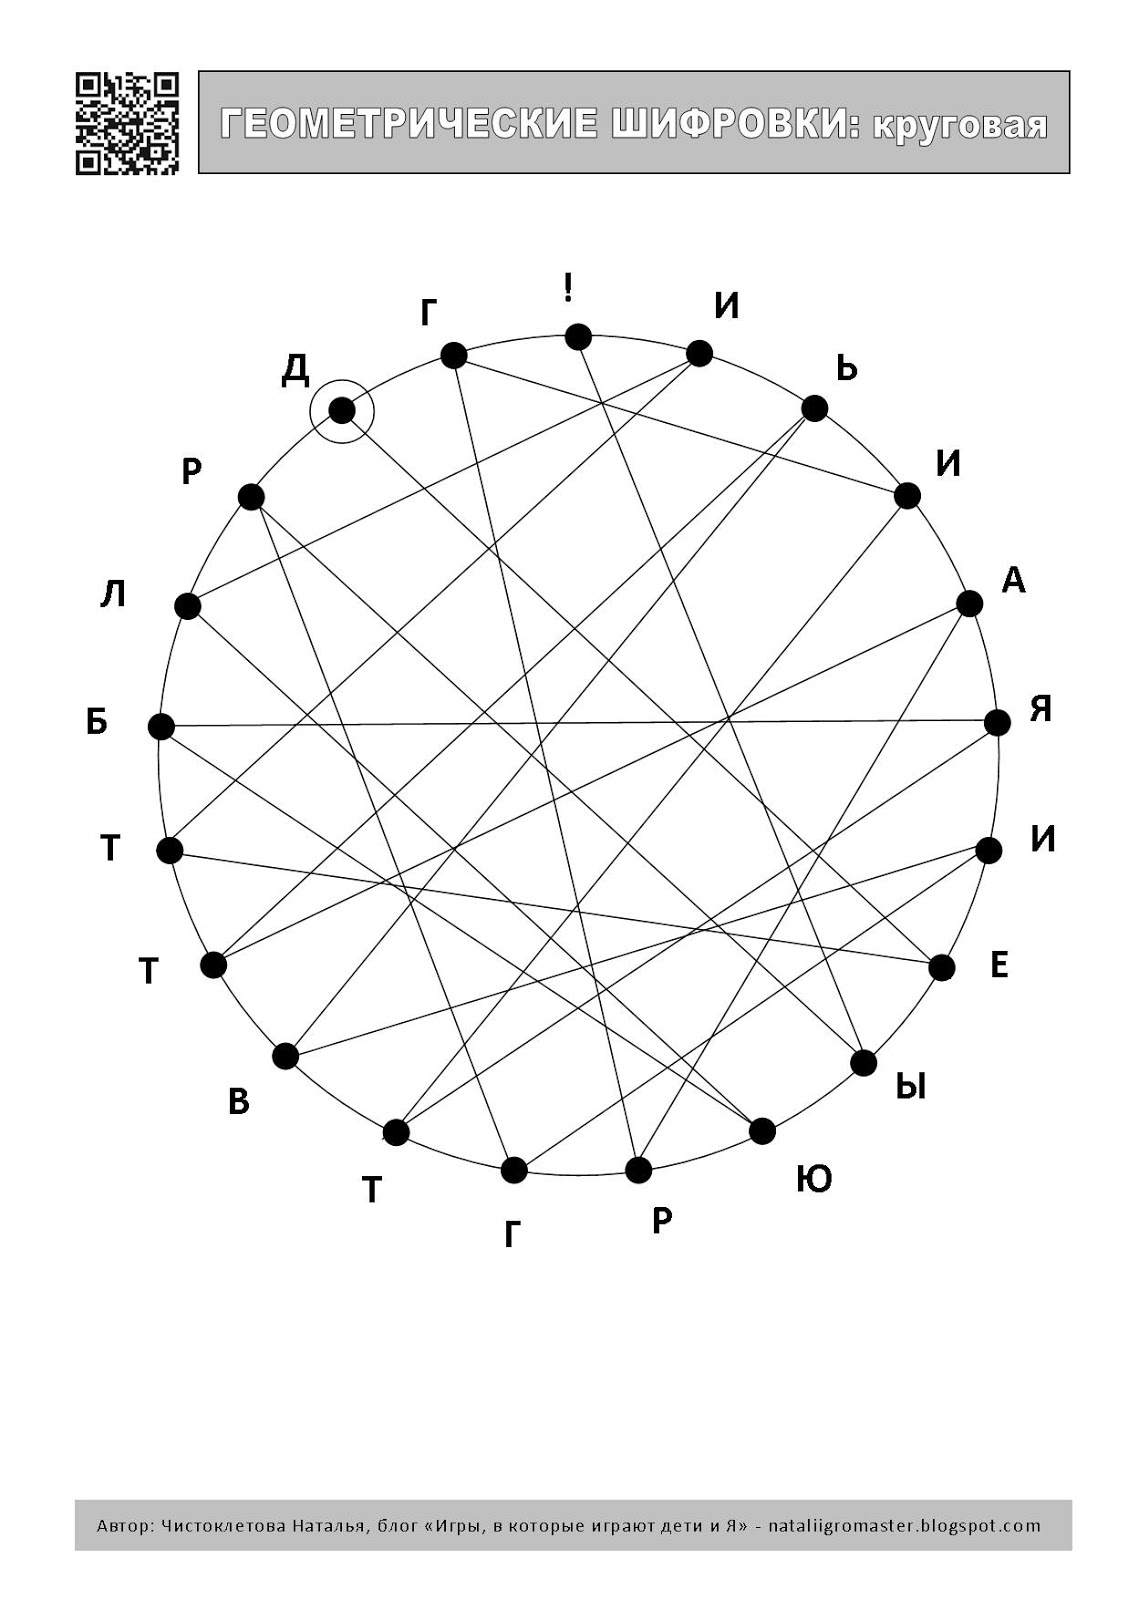 ГЕОМЕТРИЧЕСКИЕ ШИФРОВКИ: круговая
!
Г
И
Д
Ь
Р
И
Л
А
Б
Я
Т
И
Т
Е
В
Ы
Т
Ю
Г
Р
Автор: Чистоклетова Наталья, блог «Игры, в которые играют дети и Я» - nataliigromaster.blogspot.com